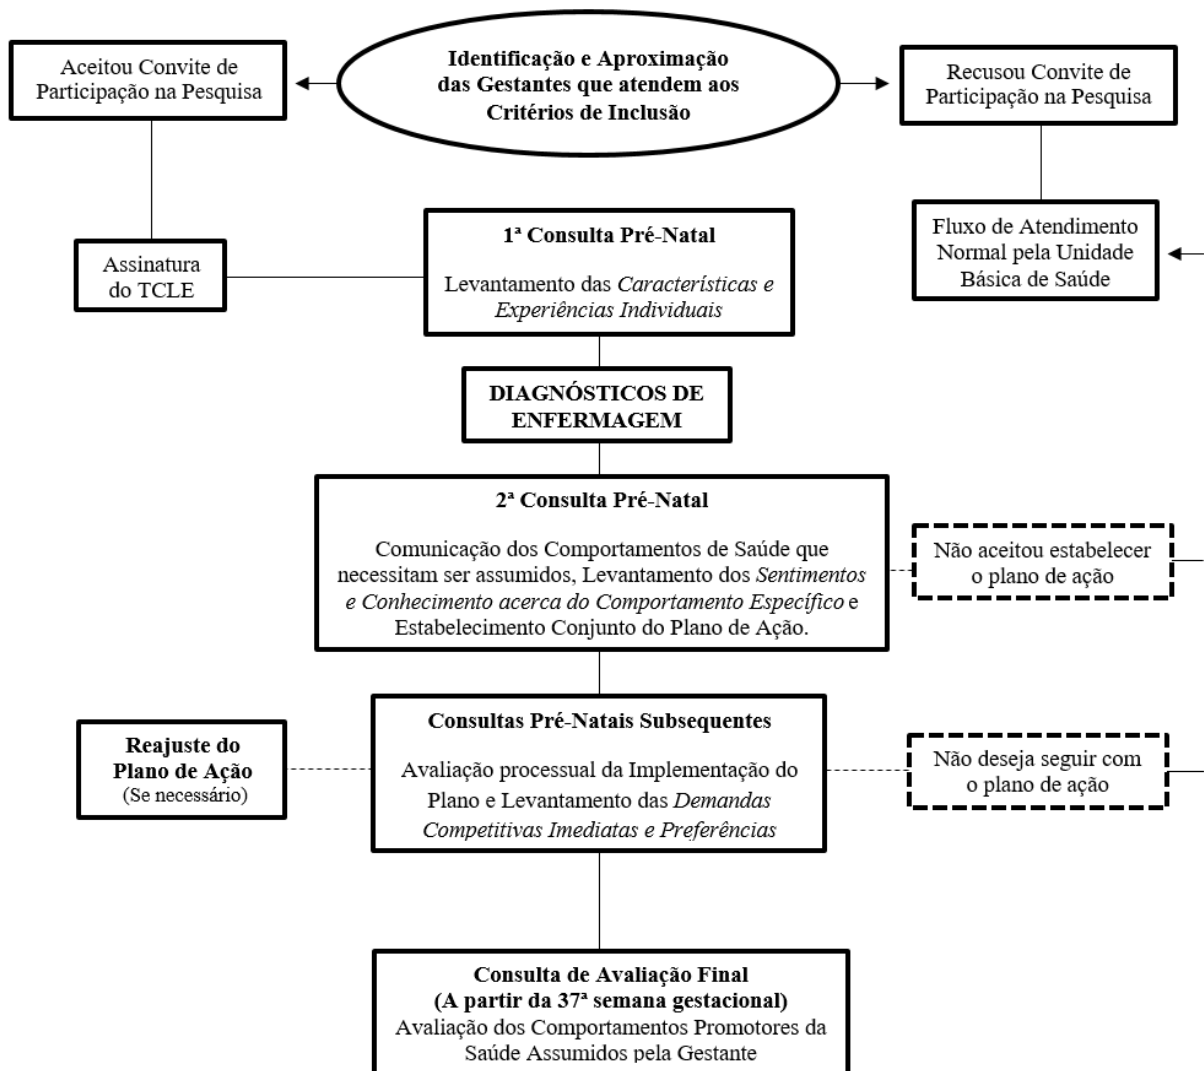 Identificação e Aproximação
das Gestantes que atendem aos
Critérios de Inclusão
Aceitou Convite de
Participação na Pesquisa
Recusou Convite de
Participação na Pesquisa
Assinatura
do TCLE
1ª Consulta Pré-Natal
Levantamento das Características e
Experiências Individuais
Fluxo de Atendimento
Normal pela Unidade
Básica de Saúde
DIAGNÓSTICOS DE
ENFERMAGEM
2ª Consulta Pré-Natal
Comunicação dos Comportamentos de Saúde que
necessitam ser assumidos, Levantamento dos Sentimentos
e Conhecimento acerca do Comportamento Específico e
Estabelecimento Conjunto do Plano de Ação.
Não aceitou estabelecer
o plano de ação
Reajuste do
Plano de Ação
(Se necessário)
Consultas Pré-Natais Subsequentes
Avaliação processual da Implementação do
Plano e Levantamento das Demandas
Competitivas Imediatas e Preferências
Não deseja seguir com
o plano de ação
Consulta de Avaliação Final
(A partir da 37ª semana gestacional)
Avaliação dos Comportamentos Promotores da
Saúde Assumidos pela Gestante